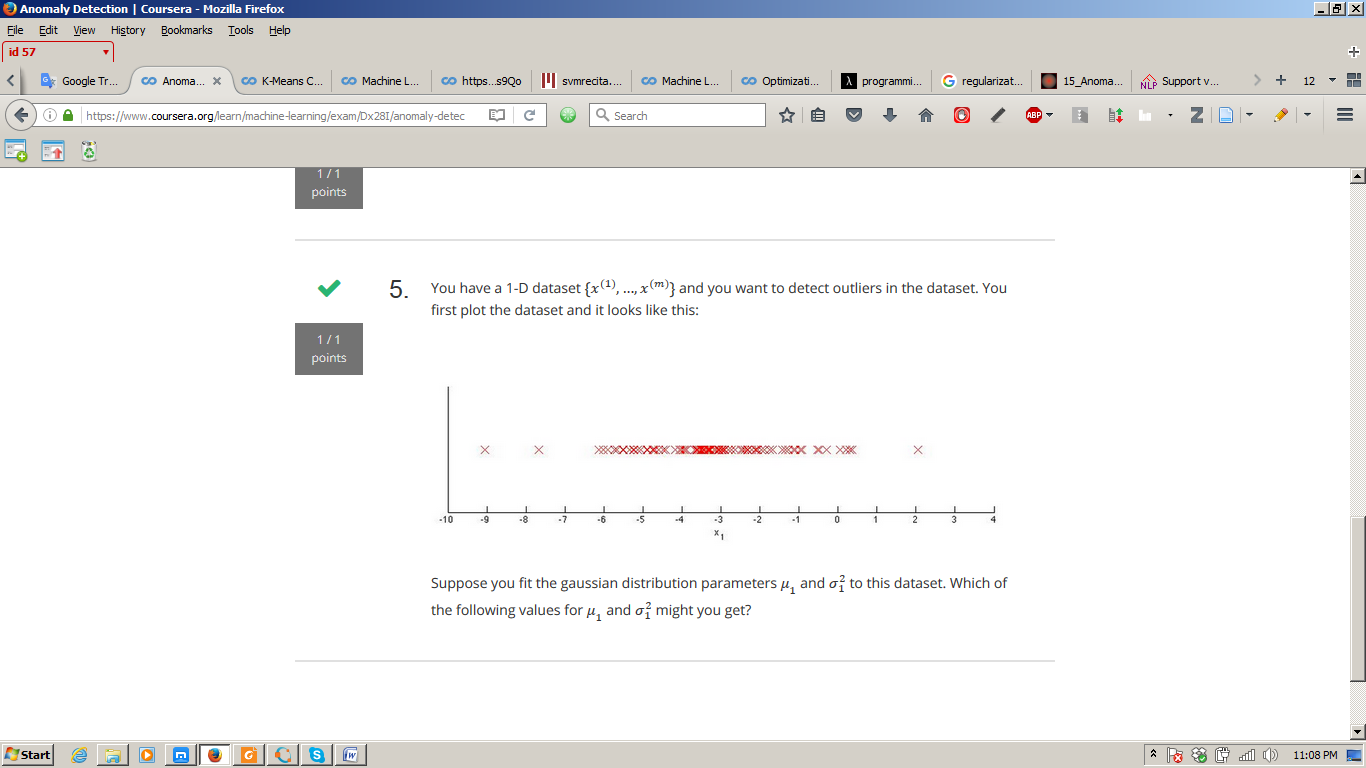 Anomaly Detection | Coursera - Mozilla Firefox
File Edit View History Bookmarks Tools Help
id 57
Google Tr... Anoma... K-Means C... Machine L... https...s9Qo svmrecita.... Machine L... Optimizati... programmi... regularizat... 15_Anoma... Support v... 12
https://www.coursera.org/learn/machine-learning/exam/Dx28I/anomaly-detec Search ABP
1 / 1
points
5. You have a 1-D dataset {x⁽¹⁾, ..., x⁽ᵐ⁾} and you want to detect outliers in the dataset. You
first plot the dataset and it looks like this:
1 / 1
points
-10 -9 -8 -7 -6 -5 -4 -3 -2 -1 0 1 2 3 4
x₁
Suppose you fit the gaussian distribution parameters μ₁ and σ₁² to this dataset. Which of
the following values for μ₁ and σ₁² might you get?
Start 11:08 PM